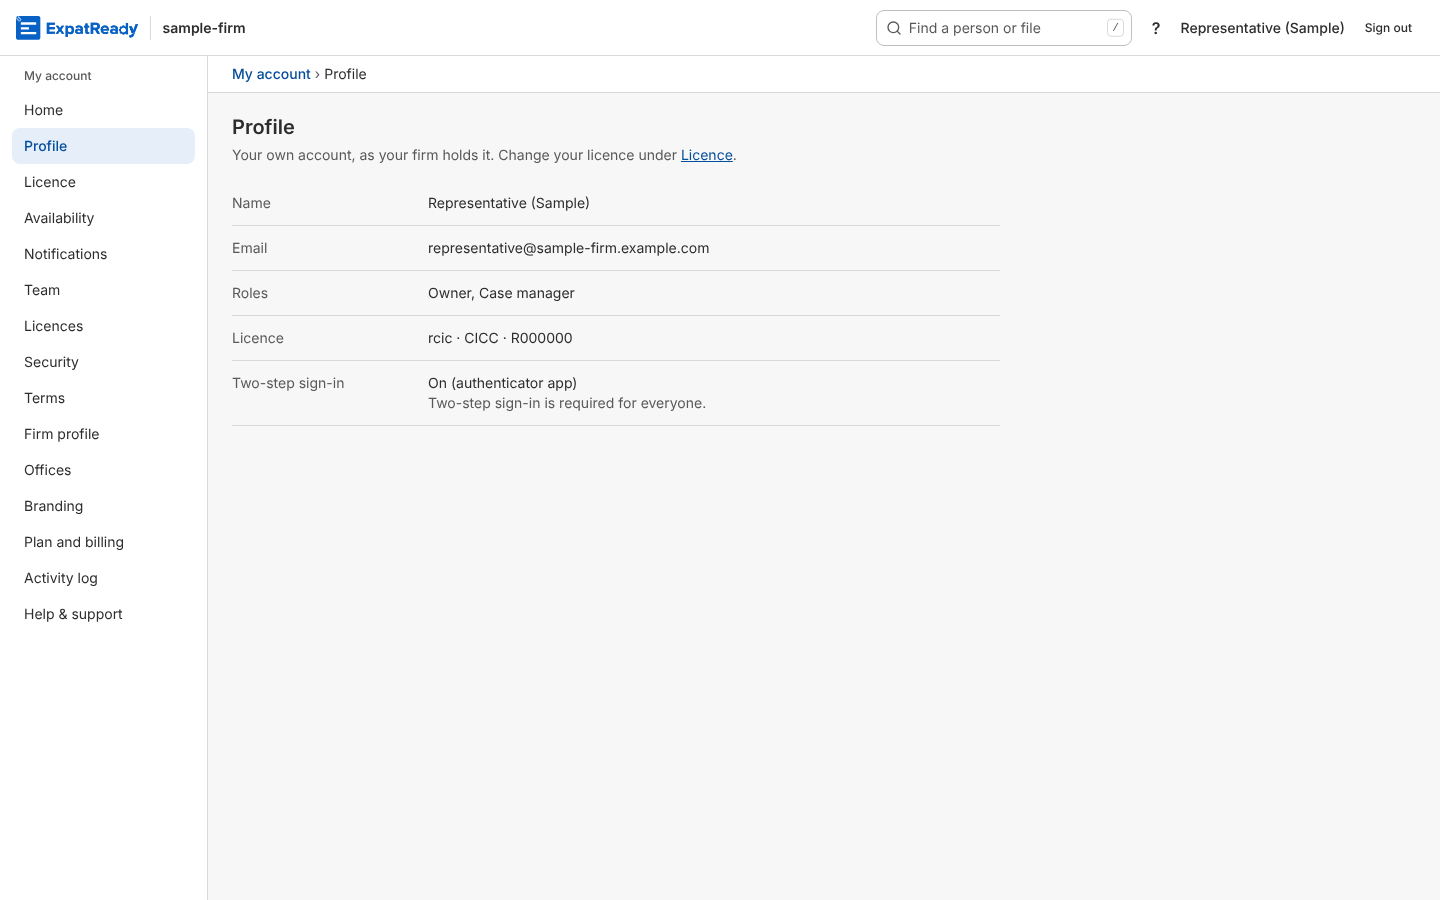 ExpatReady
sample-firm
Find a person or file
/
?
Representative (Sample)
Sign out
My account
Home
Profile
Licence
Availability
Notifications
Team
Licences
Security
Terms
Firm profile
Offices
Branding
Plan and billing
Activity log
Help & support
My account › Profile
Profile
Your own account, as your firm holds it. Change your licence under Licence.
Name Representative (Sample)
Email representative@sample-firm.example.com
Roles Owner, Case manager
Licence rcic · CICC · R000000
Two-step sign-in On (authenticator app)
Two-step sign-in is required for everyone.